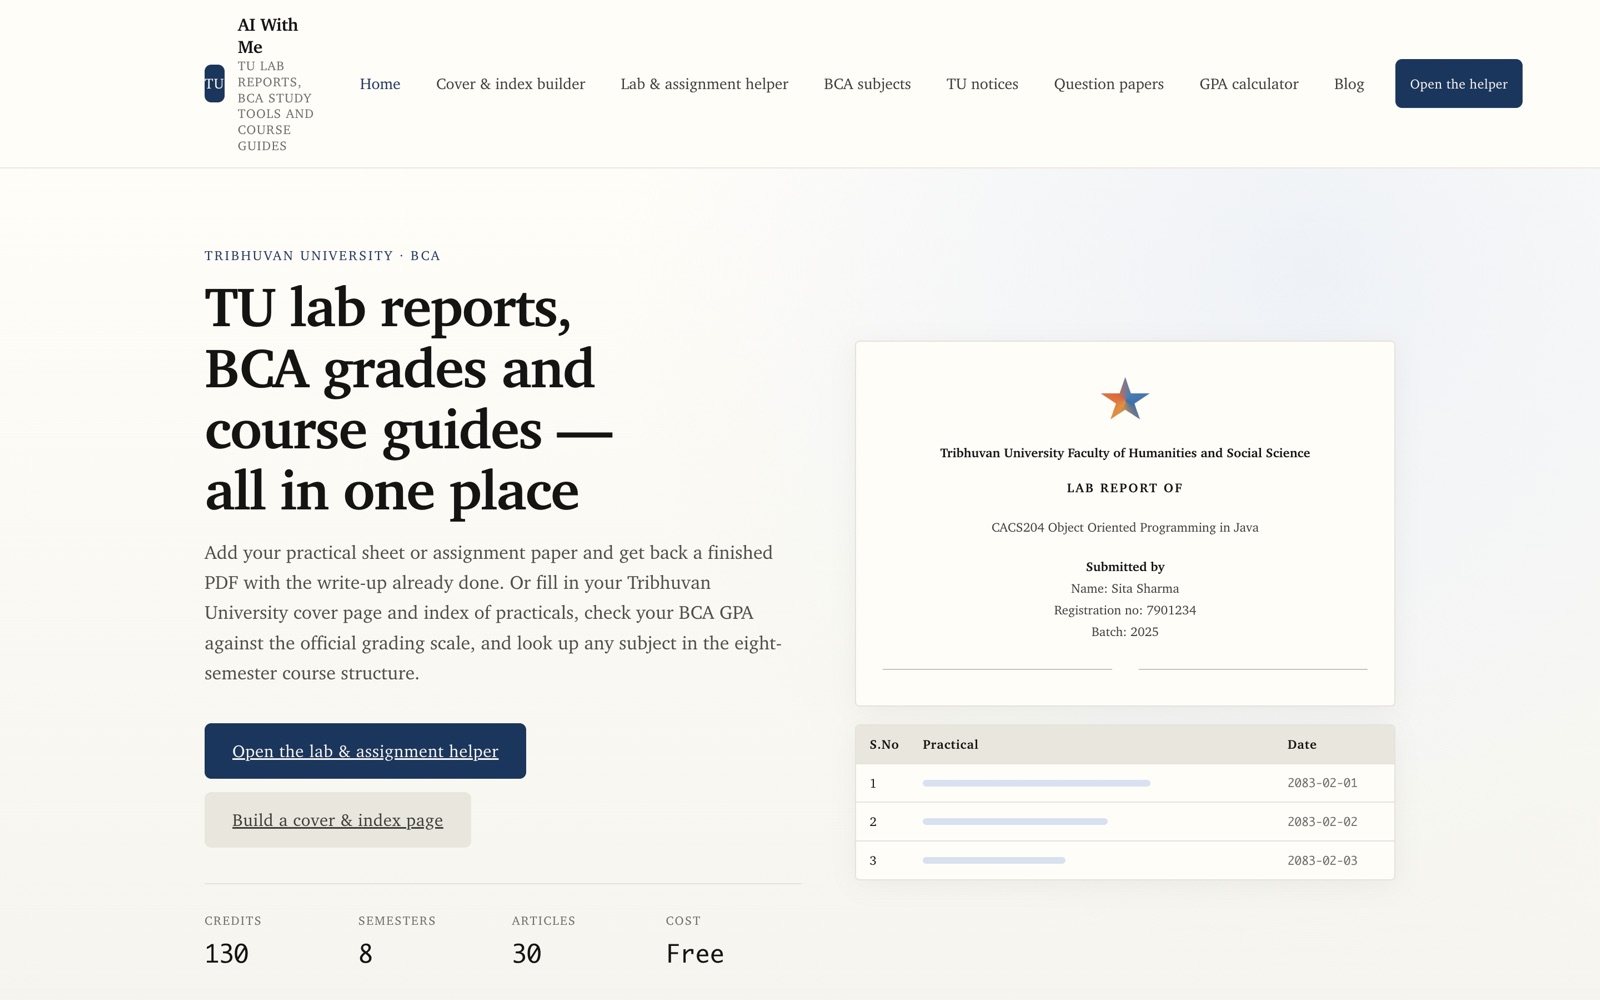 TU
AI With
Me
TU LAB
REPORTS,
BCA STUDY
TOOLS AND
COURSE
GUIDES
Home
Cover & index builder
Lab & assignment helper
BCA subjects
TU notices
Question papers
GPA calculator
Blog
Open the helper
TRIBHUVAN UNIVERSITY · BCA
TU lab reports,
BCA grades and
course guides —
all in one place
Add your practical sheet or assignment paper and get back a finished
PDF with the write-up already done. Or fill in your Tribhuvan
University cover page and index of practicals, check your BCA GPA
against the official grading scale, and look up any subject in the eight-
semester course structure.
Open the lab & assignment helper
Build a cover & index page
CREDITS
130
SEMESTERS
8
ARTICLES
30
COST
Free
Tribhuvan University Faculty of Humanities and Social Science
LAB REPORT OF
CACS204 Object Oriented Programming in Java
Submitted by
Name: Sita Sharma
Registration no: 7901234
Batch: 2025
S.No Practical Date
1 2083-02-01
2 2083-02-02
3 2083-02-03